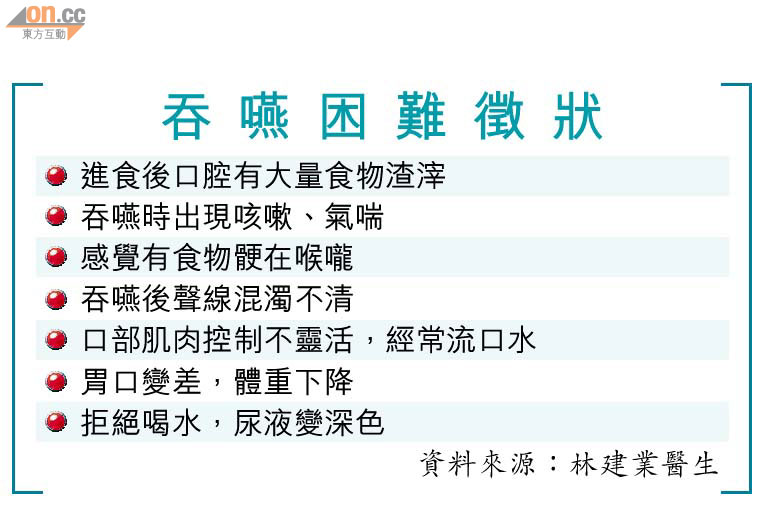 on.cc
東方互動
吞嚥困難徵狀
進食後口腔有大量食物渣滓
吞嚥時出現咳嗽、氣喘
感覺有食物骾在喉嚨
吞嚥後聲線混濁不清
口部肌肉控制不靈活，經常流口水
胃口變差，體重下降
拒絕喝水，尿液變深色
資料來源：林建業醫生